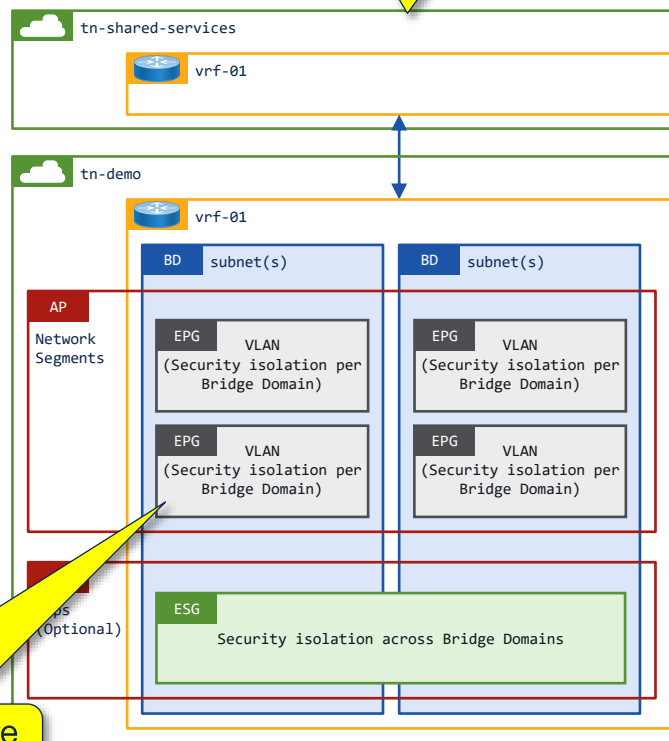 tn-shared-services
vrf-01
tn-demo
vrf-01
BD subnet(s)
BD subnet(s)
AP
Network
Segments
EPG VLAN
(Security isolation per
Bridge Domain)
EPG VLAN
(Security isolation per
Bridge Domain)
EPG VLAN
(Security isolation per
Bridge Domain)
EPG VLAN
(Security isolation per
Bridge Domain)
(Optional)
ESG
Security isolation across Bridge Domains